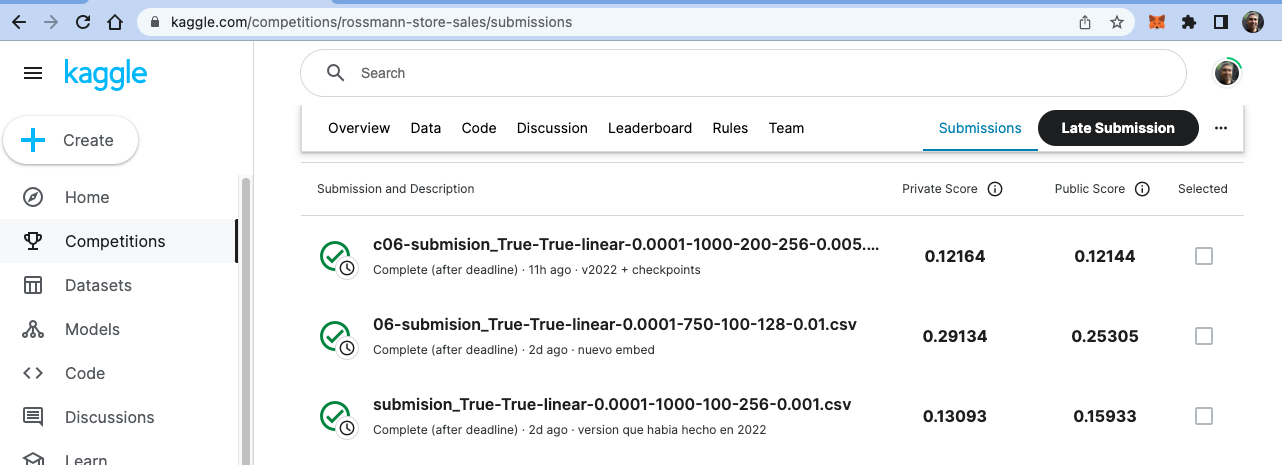 kaggle.com/competitions/rossmann-store-sales/submissions
kaggle
Search
Create
Overview Data Code Discussion Leaderboard Rules Team Submissions Late Submission
Home
Competitions
Datasets
Models
Code
Discussions
Learn
Submission and Description Private Score Public Score Selected
c06-submision_True-True-linear-0.0001-1000-200-256-0.005.... 0.12164 0.12144
Complete (after deadline) · 11h ago · v2022 + checkpoints
06-submision_True-True-linear-0.0001-750-100-128-0.01.csv 0.29134 0.25305
Complete (after deadline) · 2d ago · nuevo embed
submision_True-True-linear-0.0001-1000-100-256-0.001.csv 0.13093 0.15933
Complete (after deadline) · 2d ago · version que habia hecho en 2022